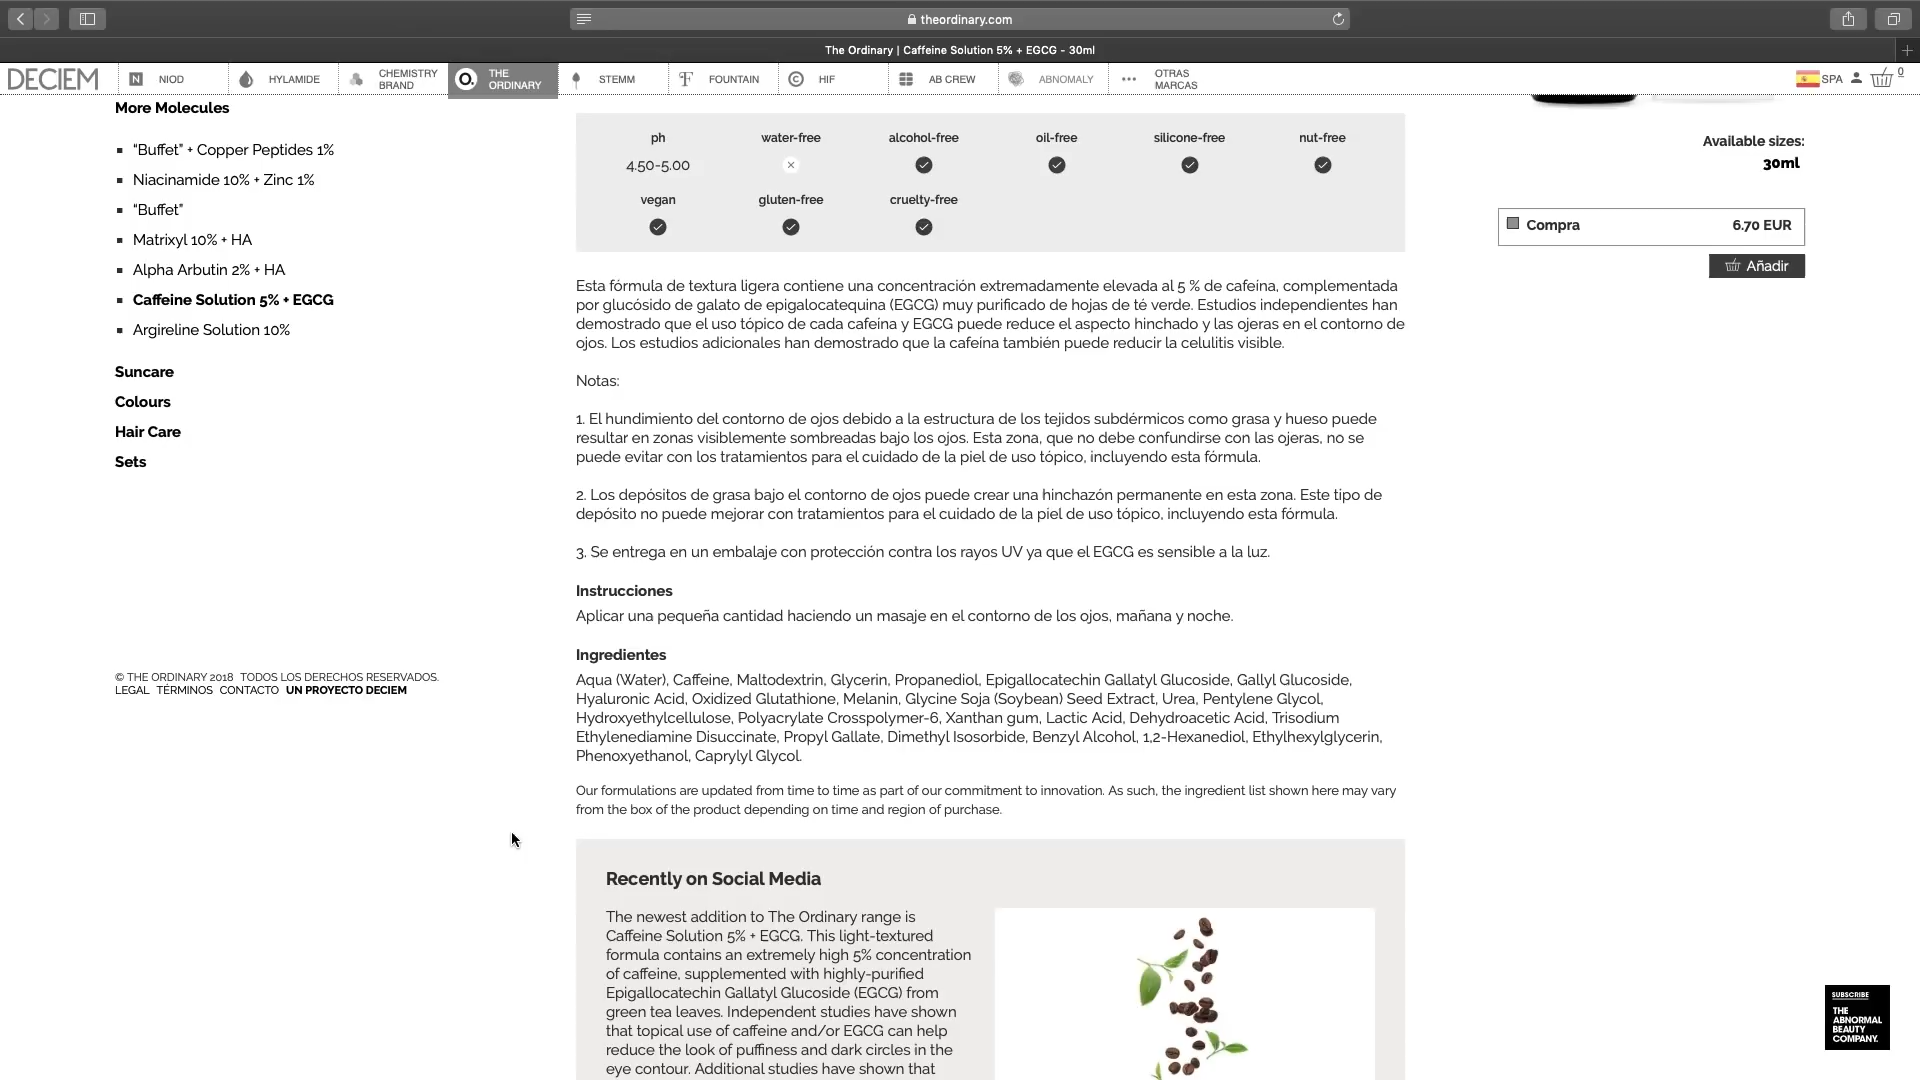 theordinary.com
The Ordinary | Caffeine Solution 5% + EGCG - 30ml
DECIEM
N NIOD
HYLAMIDE
CHEMISTRY
BRAND
O. THE
ORDINARY
STEMM
FOUNTAIN
HIF
AB CREW
ABNOMALY
OTRAS
MARCAS
SPA
0
More Molecules
“Buffet” + Copper Peptides 1%
Niacinamide 10% + Zinc 1%
“Buffet”
Matrixyl 10% + HA
Alpha Arbutin 2% + HA
Caffeine Solution 5% + EGCG
Argireline Solution 10%
Suncare
Colours
Hair Care
Sets
© THE ORDINARY 2018 TODOS LOS DERECHOS RESERVADOS.
LEGAL TÉRMINOS CONTACTO UN PROYECTO DECIEM
ph water-free alcohol-free oil-free silicone-free nut-free
4.50-5.00
vegan gluten-free cruelty-free
Esta fórmula de textura ligera contiene una concentración extremadamente elevada al 5 % de cafeína, complementada
por glucósido de galato de epigalocatequina (EGCG) muy purificado de hojas de té verde. Estudios independientes han
demostrado que el uso tópico de cada cafeína y EGCG puede reduce el aspecto hinchado y las ojeras en el contorno de
ojos. Los estudios adicionales han demostrado que la cafeína también puede reducir la celulitis visible.
Notas:
1. El hundimiento del contorno de ojos debido a la estructura de los tejidos subdérmicos como grasa y hueso puede
resultar en zonas visiblemente sombreadas bajo los ojos. Esta zona, que no debe confundirse con las ojeras, no se
puede evitar con los tratamientos para el cuidado de la piel de uso tópico, incluyendo esta fórmula.
2. Los depósitos de grasa bajo el contorno de ojos puede crear una hinchazón permanente en esta zona. Este tipo de
depósito no puede mejorar con tratamientos para el cuidado de la piel de uso tópico, incluyendo esta fórmula.
3. Se entrega en un embalaje con protección contra los rayos UV ya que el EGCG es sensible a la luz.
Instrucciones
Aplicar una pequeña cantidad haciendo un masaje en el contorno de los ojos, mañana y noche.
Ingredientes
Aqua (Water), Caffeine, Maltodextrin, Glycerin, Propanediol, Epigallocatechin Gallatyl Glucoside, Gallyl Glucoside,
Hyaluronic Acid, Oxidized Glutathione, Melanin, Glycine Soja (Soybean) Seed Extract, Urea, Pentylene Glycol,
Hydroxyethylcellulose, Polyacrylate Crosspolymer-6, Xanthan gum, Lactic Acid, Dehydroacetic Acid, Trisodium
Ethylenediamine Disuccinate, Propyl Gallate, Dimethyl Isosorbide, Benzyl Alcohol, 1,2-Hexanediol, Ethylhexylglycerin,
Phenoxyethanol, Caprylyl Glycol.
Our formulations are updated from time to time as part of our commitment to innovation. As such, the ingredient list shown here may vary
from the box of the product depending on time and region of purchase.
Recently on Social Media
The newest addition to The Ordinary range is
Caffeine Solution 5% + EGCG. This light-textured
formula contains an extremely high 5% concentration
of caffeine, supplemented with highly-purified
Epigallocatechin Gallatyl Glucoside (EGCG) from
green tea leaves. Independent studies have shown
that topical use of caffeine and/or EGCG can help
reduce the look of puffiness and dark circles in the
eye contour. Additional studies have shown that
Available sizes:
30ml
Compra 6.70 EUR
Añadir
SUBSCRIBE
THE
ABNORMAL
BEAUTY
COMPANY.